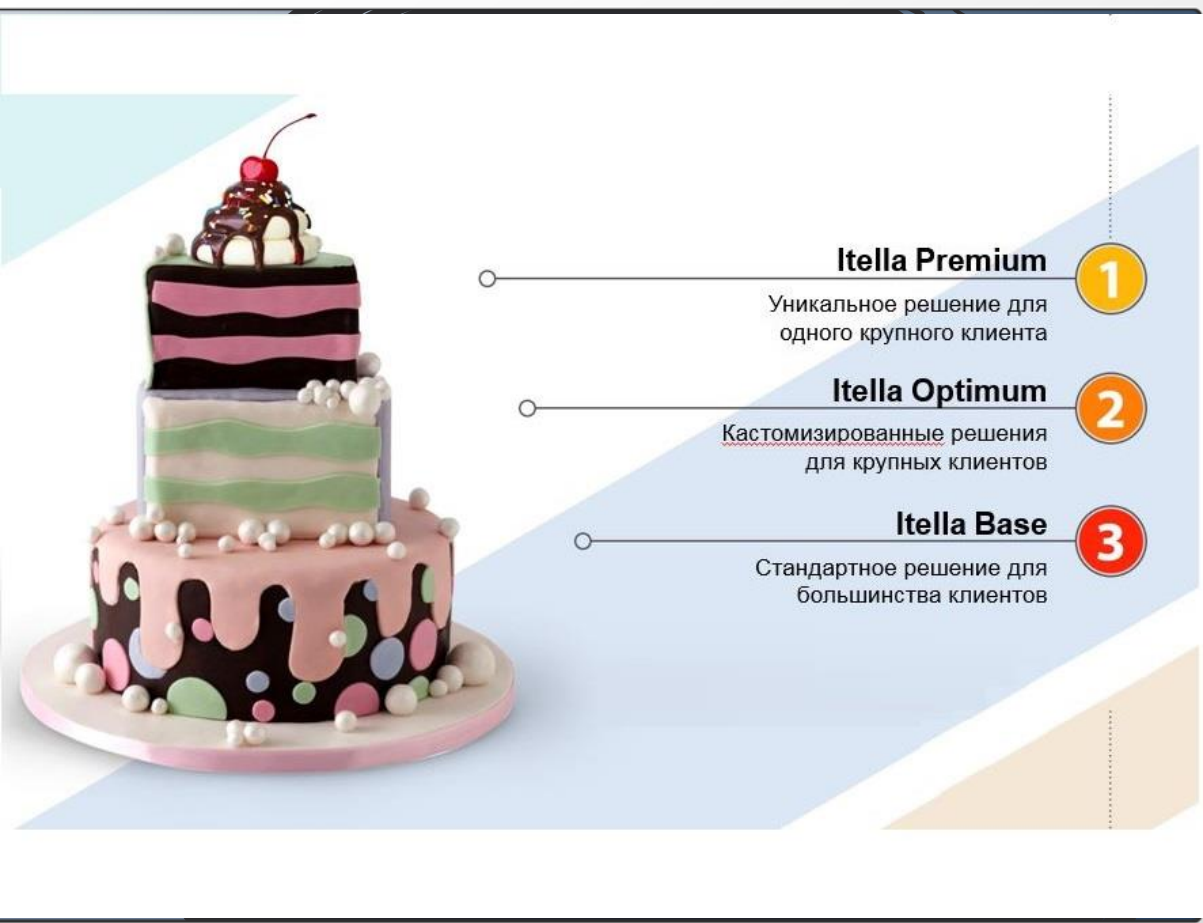 Itella Premium
1
Уникальное решение для
одного крупного клиента
Itella Optimum
2
Кастомизированные решения
для крупных клиентов
Itella Base
3
Стандартное решение для
большинства клиентов